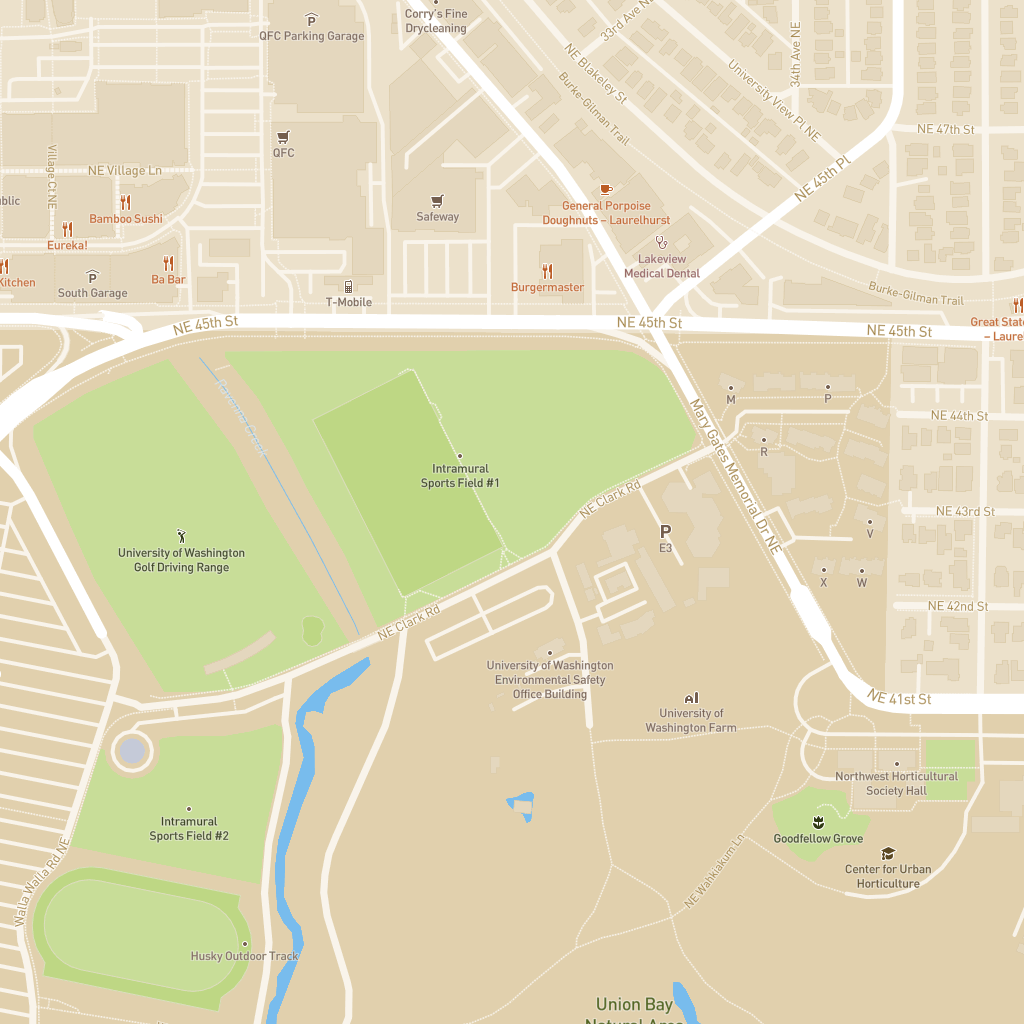 Corry's Fine
Drycleaning
QFC Parking Garage
33rd Ave
34th Ave NE
NE Blakeley St
University View Pl NE
Burke-Gilman Trail
NE 47th St
QFC
Village Ct NE
NE Village Ln
NE 45th Pl
Bamboo Sushi
Safeway
General Porpoise
Doughnuts – Laurelhurst
Eureka!
Lakeview
Medical Dental
Kitchen
South Garage
Ba Bar
T-Mobile
Burgermaster
Burke-Gilman Trail
NE 45th St
NE 45th St
NE 45th St
Great State
– Laurel
M
P
Mary Gates Memorial Dr NE
NE 44th St
R
Intramural
Sports Field #1
NE Clark Rd
NE 43rd St
P
E3
V
University of Washington
Golf Driving Range
X
W
NE 42nd St
NE Clark Rd
University of Washington
Environmental Safety
Office Building
NE 41st St
University of
Washington Farm
Northwest Horticultural
Society Hall
Intramural
Sports Field #2
Goodfellow Grove
Walla Walla Rd NE
NE Wahkiakum Ln
Center for Urban
Horticulture
Husky Outdoor Track
Union Bay
Natural Area